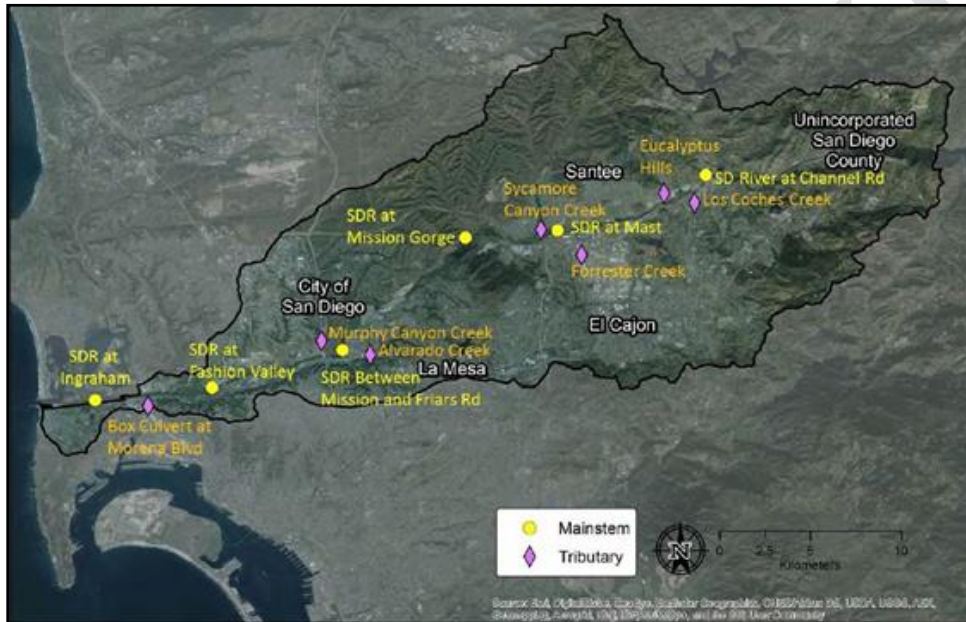 Unincorporated
San Diego
County
Eucalyptus
Hills
Santee
SD River at Channel Rd
Los Coches Creek
Sycamore
Canyon Creek
SDR at Mast
SDR at
Mission Gorge
Forrester Creek
City of
San Diego
El Cajon
Murphy Canyon Creek
Alvarado Creek
La Mesa
SDR at
Ingraham
SDR at
Fashion Valley
SDR Between
Mission and Friars Rd
Box Culvert at
Morena Blvd
Mainstem
Tributary
N
0 2.5 5 10
Kilometers